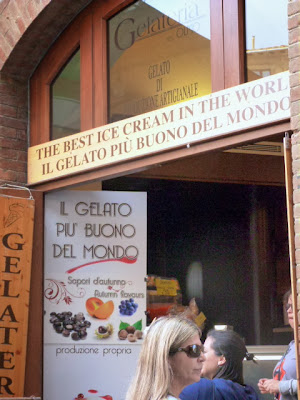 Gelateria
GELATO
DI
PRODUZIONE ARTIGIANALE
THE BEST ICE CREAM IN THE WORLD
IL GELATO PIÙ BUONO DEL MONDO
IL GELATO
PIU' BUONO
DEL MONDO
Sapori d'autunno
Autumn flavours
produzione propria
GELATER